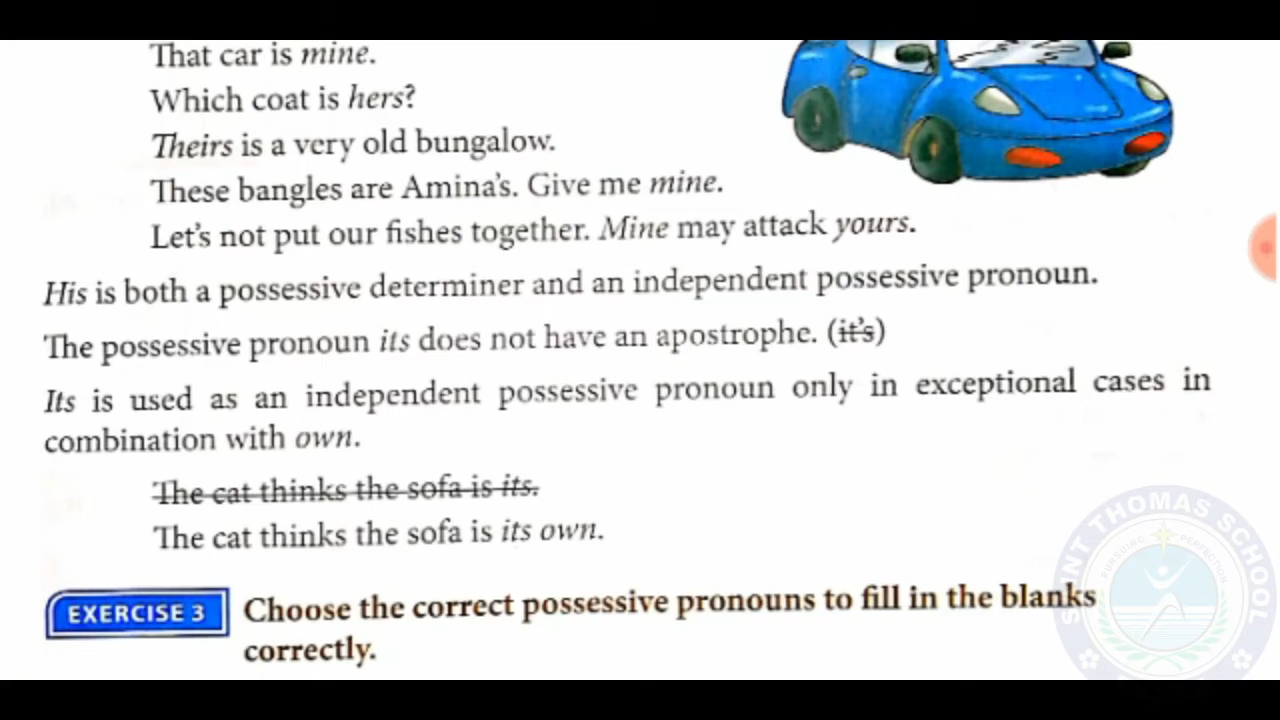 That car is mine.
Which coat is hers?
Theirs is a very old bungalow.
These bangles are Amina's. Give me mine.
Let's not put our fishes together. Mine may attack yours.
His is both a possessive determiner and an independent possessive pronoun.
The possessive pronoun its does not have an apostrophe. (it's)
Its is used as an independent possessive pronoun only in exceptional cases in
combination with own.
The cat thinks the sofa is its.
The cat thinks the sofa is its own.
EXERCISE 3 Choose the correct possessive pronouns to fill in the blanks
correctly.
SAINT THOMAS SCHOOL
PURSUING PERFECTION